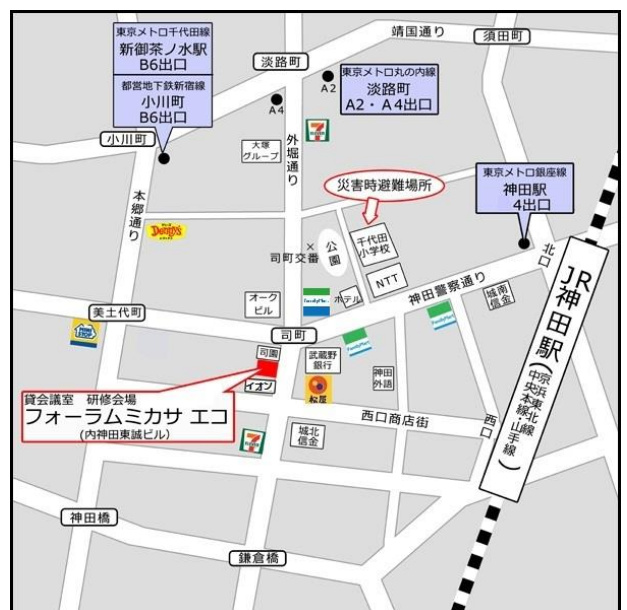 東京メトロ千代田線
新御茶ノ水駅
B6出口
都営地下鉄新宿線
小川町
B6出口
靖国通り
須田町
淡路町
A2
A4
東京メトロ丸の内線
淡路町
A2・A4出口
小川町
大塚
グループ
外堀通り
7 ELEVEn
災害時避難場所
東京メトロ銀座線
神田駅
4出口
本郷通り
Denny's
×
司町交番
公園
千代田
小学校
NTT
北口
JR神田駅
(京浜東北線
中央本線・山手線)
神田警察通り
オーク
ビル
FamilyMart
ホテル
城南
信金
美土代町
MINI STOP
司町
FamilyMart
FamilyMart
司園
武蔵野
銀行
神田
外語
イオン
松屋
貸会議室 研修会場
フォーラムミカサ エコ
(内神田東誠ビル)
西口商店街
西口
7 ELEVEn
城北
信金
神田橋
鎌倉橋